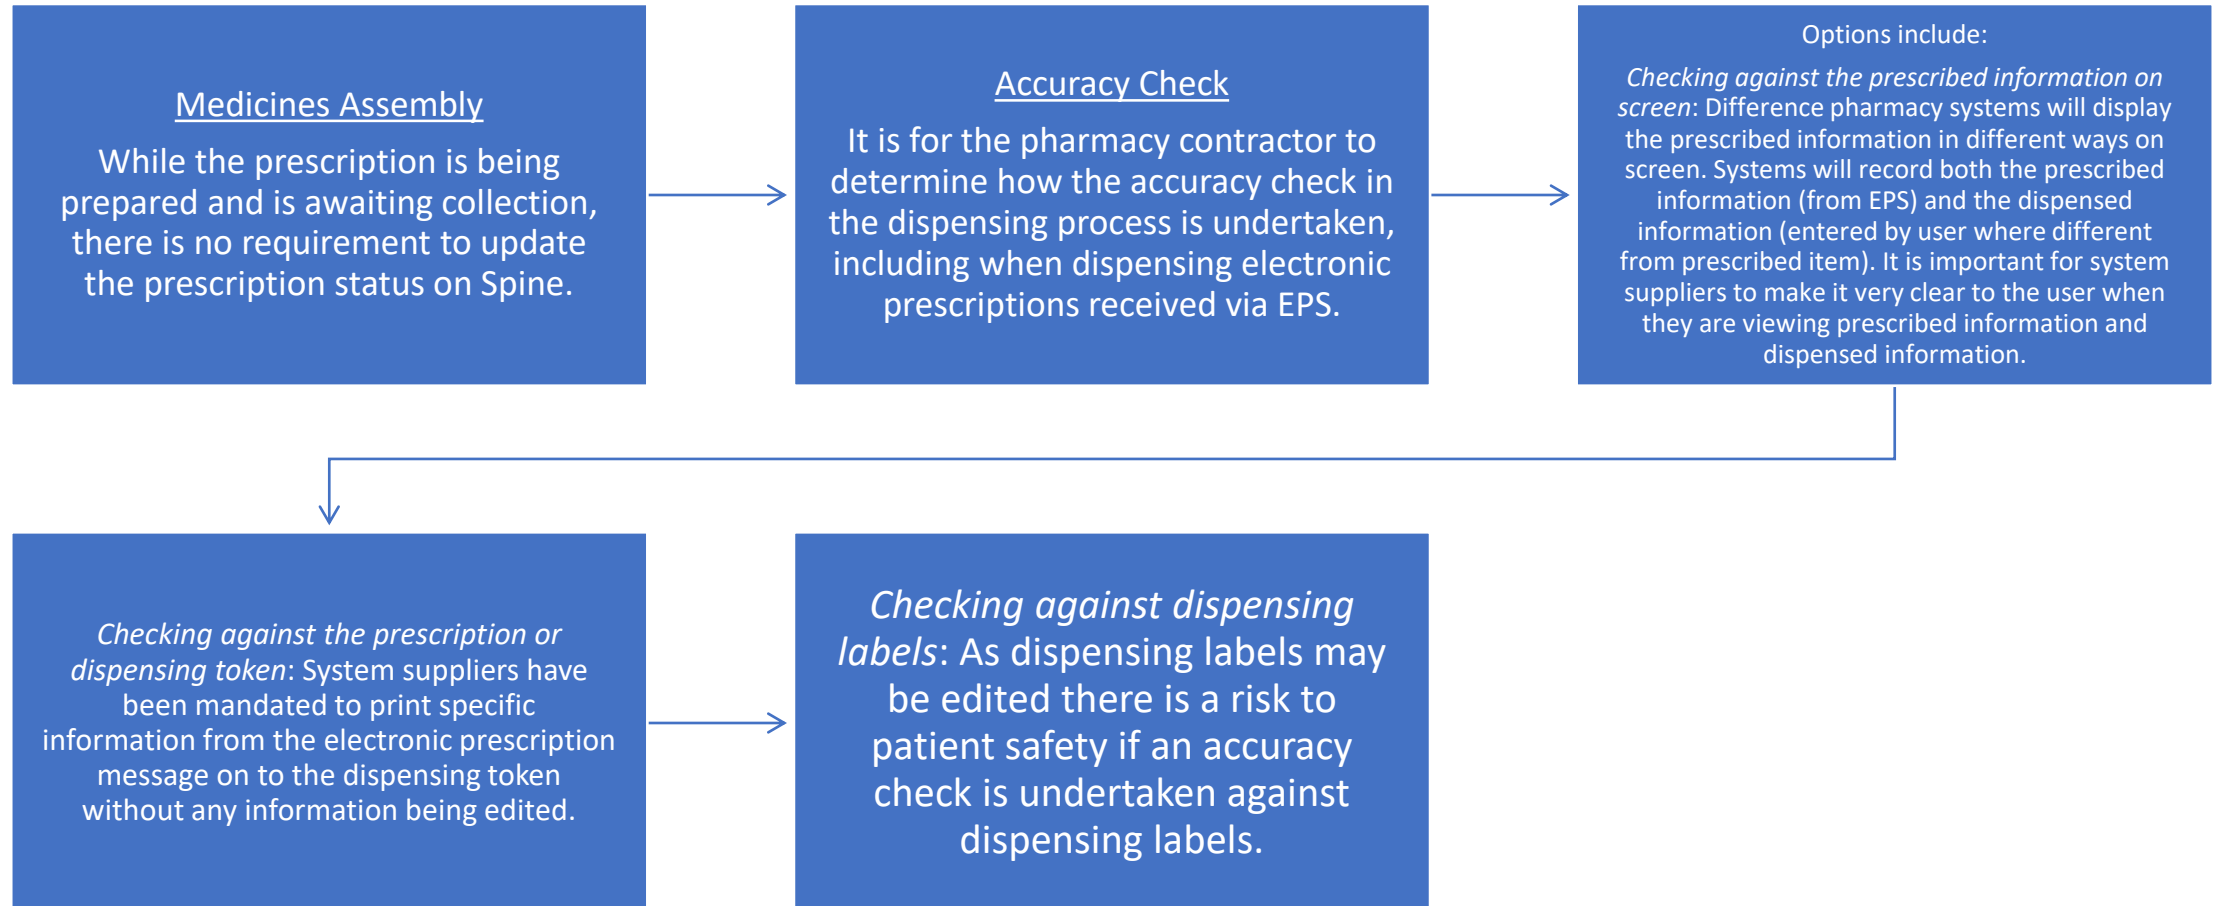 Medicines Assembly
While the prescription is being
prepared and is awaiting collection,
there is no requirement to update
the prescription status on Spine.
Accuracy Check
It is for the pharmacy contractor to
determine how the accuracy check in
the dispensing process is undertaken,
including when dispensing electronic
prescriptions received via EPS.
Options include:
Checking against the prescribed information on
screen: Difference pharmacy systems will display
the prescribed information in different ways on
screen. Systems will record both the prescribed
information (from EPS) and the dispensed
information (entered by user where different
from prescribed item). It is important for system
suppliers to make it very clear to the user when
they are viewing prescribed information and
dispensed information.
Checking against the prescription or
dispensing token: System suppliers have
been mandated to print specific
information from the electronic prescription
message on to the dispensing token
without any information being edited.
Checking against dispensing
labels: As dispensing labels may
be edited there is a risk to
patient safety if an accuracy
check is undertaken against
dispensing labels.